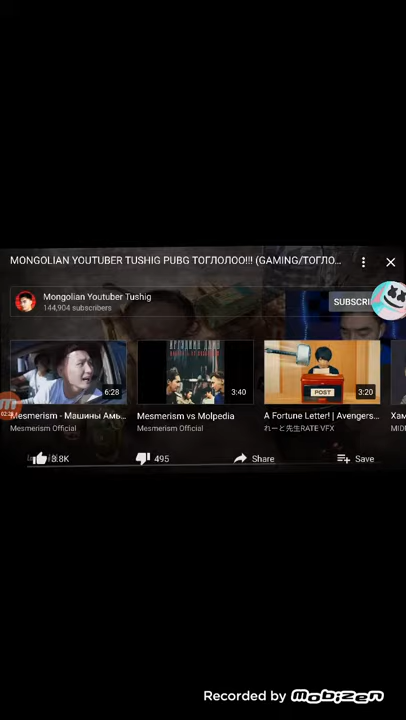 MONGOLIAN YOUTUBER TUSHIG PUBG ТОГЛОЛОО!!! (GAMING/ТОГЛО...
Mongolian Youtuber Tushig
144,904 subscribers
SUBSCRI
6:28
3:40
POST
3:20
Mesmerism - Машины Амь...
Mesmerism vs Molpedia
A Fortune Letter! | Avengers...
Хам
Mesmerism Official
Mesmerism Official
れーと先生RATE VFX
MIDI
8.8K
495
Share
Save
Recorded by Mobizen